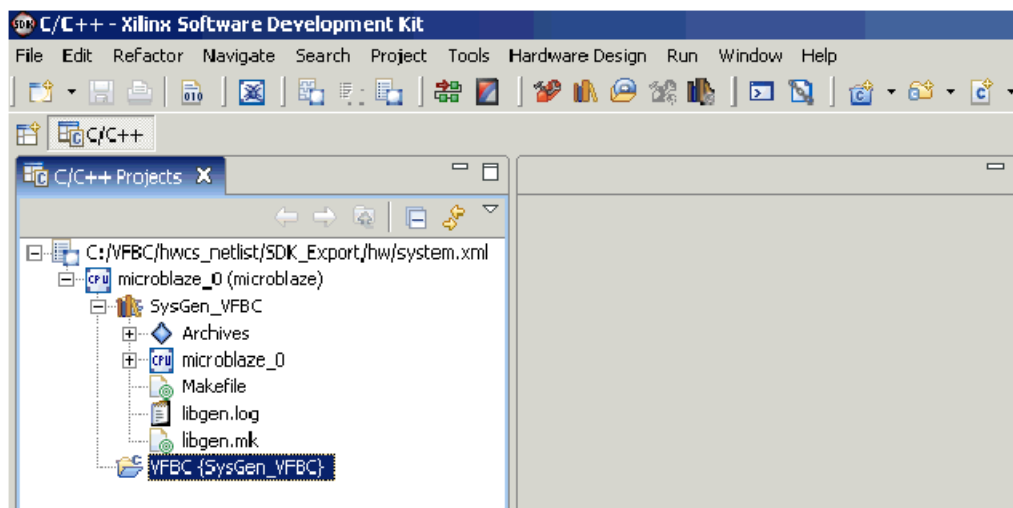 C/C++ - Xilinx Software Development Kit
File Edit Refactor Navigate Search Project Tools Hardware Design Run Window Help
C/C++
C/C++ Projects
C:/VFBC/hwcs_netlist/SDK_Export/hw/system.xml
microblaze_0 (microblaze)
SysGen_VFBC
Archives
microblaze_0
Makefile
libgen.log
libgen.mk
VFBC {SysGen_VFBC}